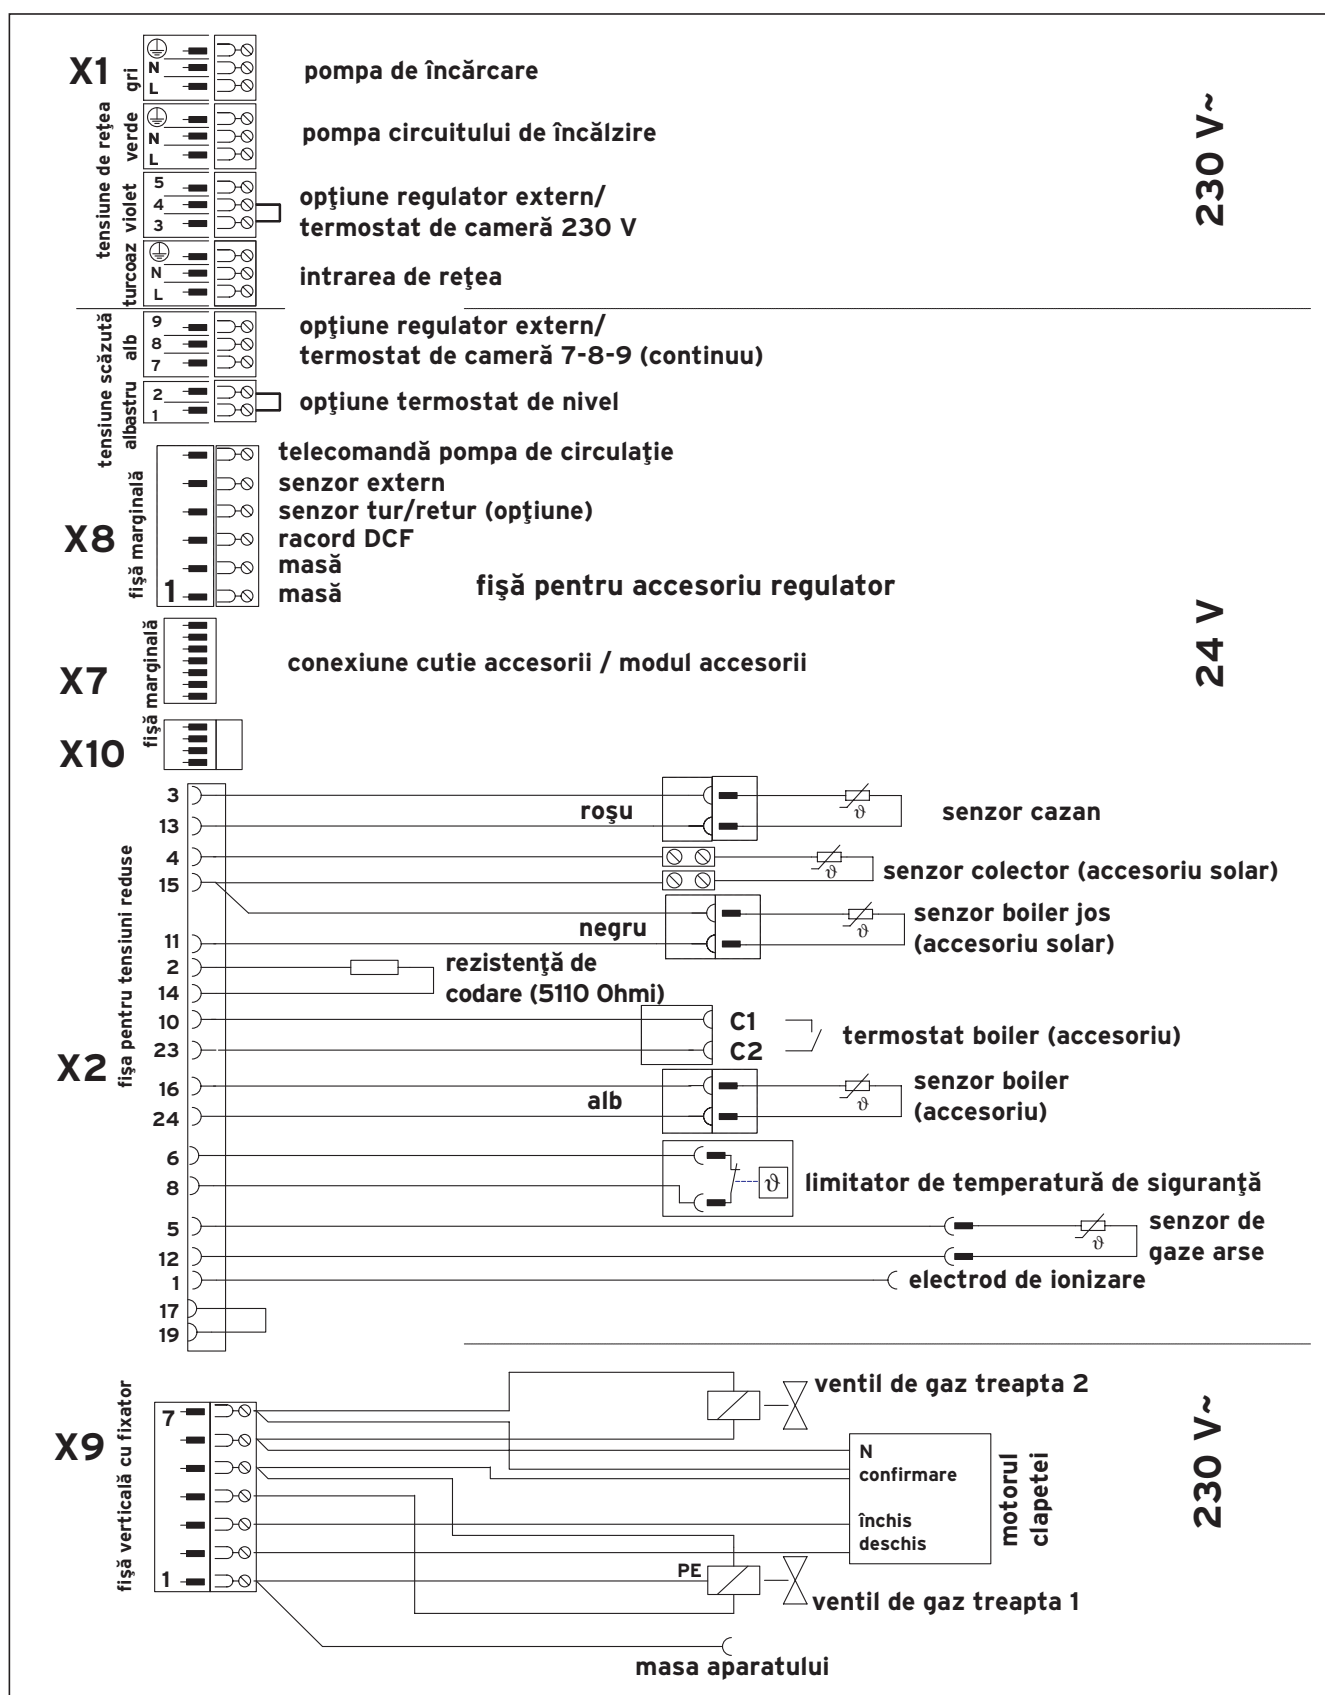 X1
tensiune de reţea
gri
N
L
pompa de încărcare
verde
N
L
pompa circuitului de încălzire
violet
5
4
3
opţiune regulator extern/
termostat de cameră 230 V
turcoaz
N
L
intrarea de reţea
230 V~
tensiune scăzută
alb
9
8
7
opţiune regulator extern/
termostat de cameră 7-8-9 (continuu)
albastru
2
1
opţiune termostat de nivel
X8
fişă marginală
1
telecomandă pompa de circulaţie
senzor extern
senzor tur/retur (opţiune)
racord DCF
masă
masă
fişă pentru accesoriu regulator
24 V
X7
fişă marginală
conexiune cutie accesorii / modul accesorii
X10
fişă marginală
X2
fişa pentru tensiuni reduse
3
13
roşu
ϑ
senzor cazan
4
15
ϑ
senzor colector (accesoriu solar)
11
negru
ϑ
senzor boiler jos
(accesoriu solar)
2
14
rezistenţă de
codare (5110 Ohmi)
10
23
C1
C2
termostat boiler (accesoriu)
16
24
alb
ϑ
senzor boiler
(accesoriu)
6
8
ϑ
limitator de temperatură de siguranţă
5
12
ϑ
senzor de
gaze arse
1
electrod de ionizare
17
19
X9
fişă verticală cu fixator
7
1
ventil de gaz treapta 2
N
confirmare
închis
deschis
motorul
clapetei
230 V~
PE
ventil de gaz treapta 1
masa aparatului